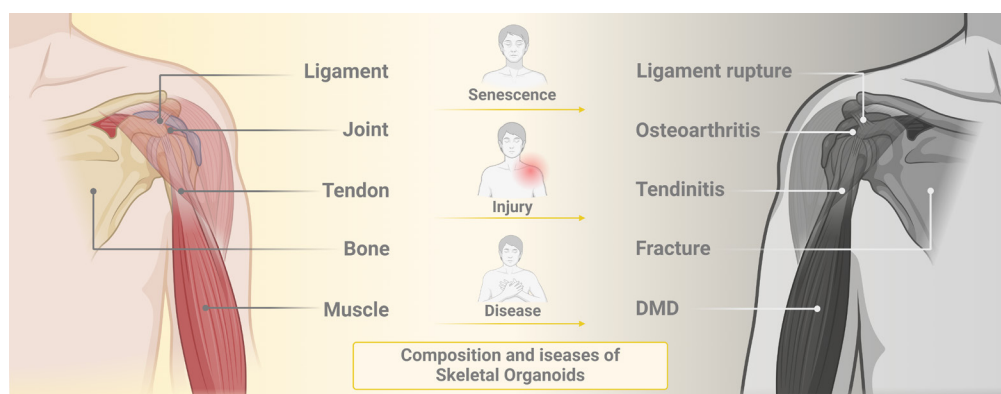 Ligament
Joint
Tendon
Bone
Muscle
Senescence
Injury
Disease
Ligament rupture
Osteoarthritis
Tendinitis
Fracture
DMD
Composition and iseases of
Skeletal Organoids